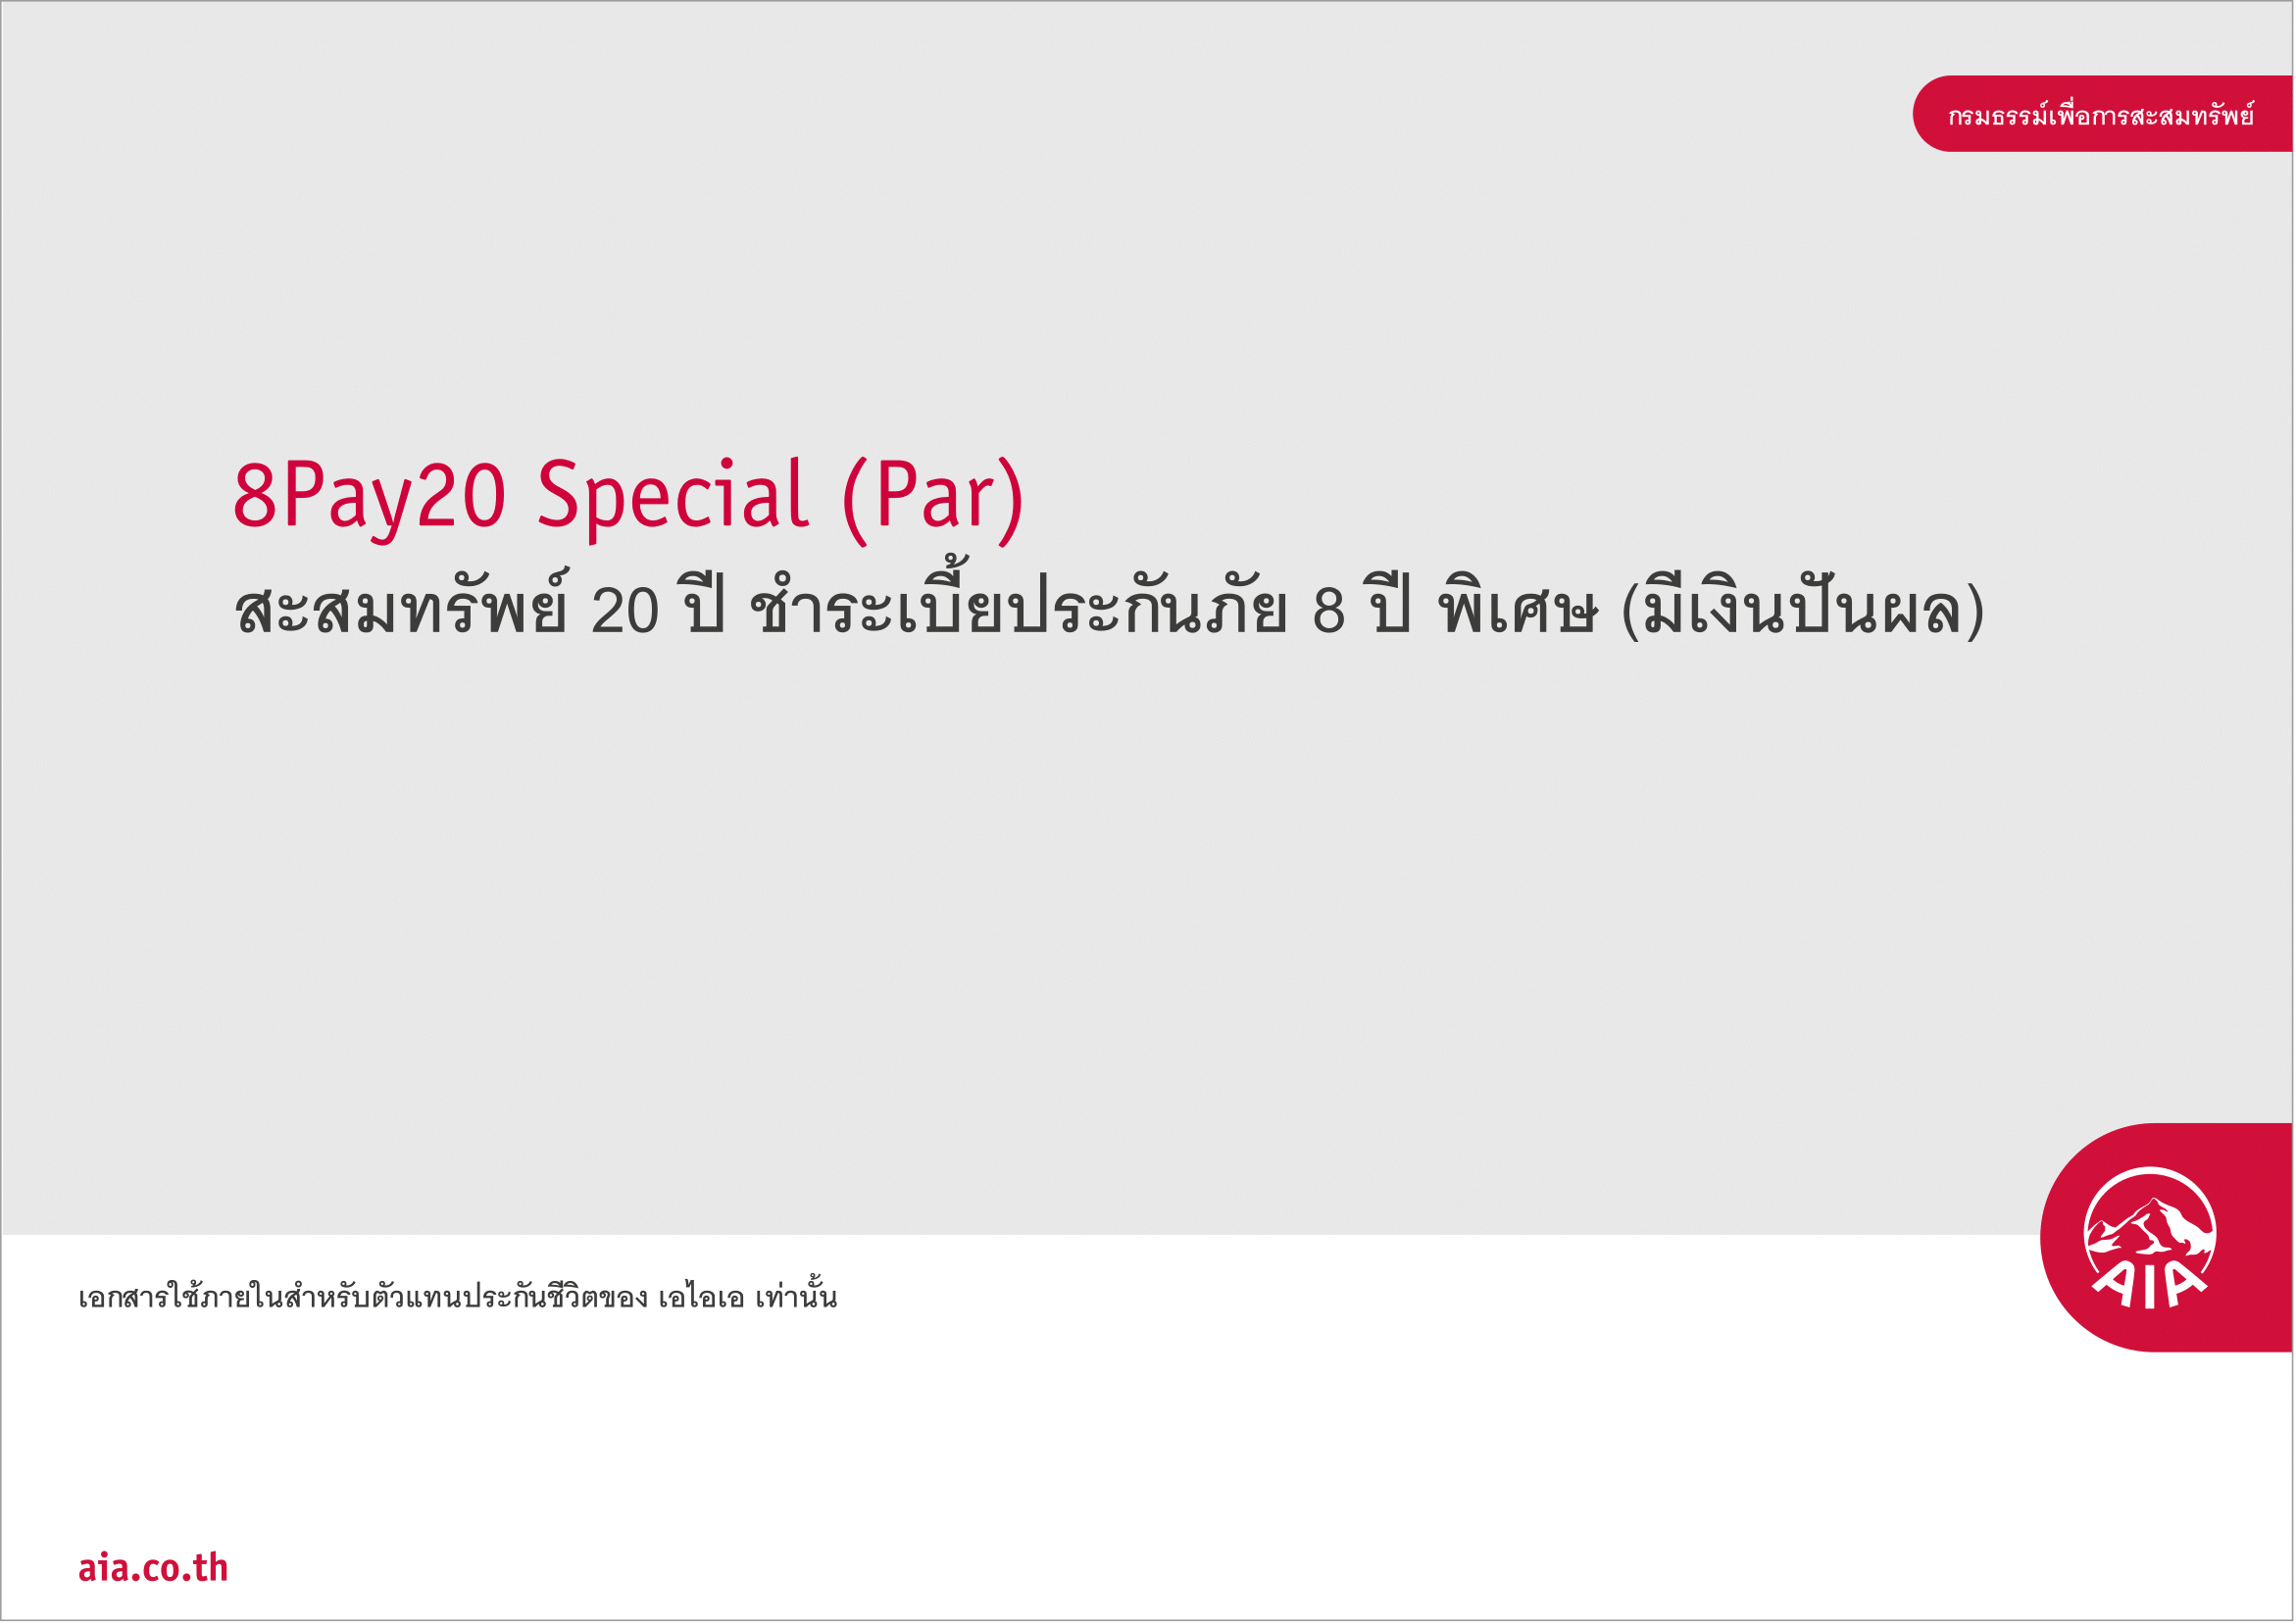 กรมธรรม์เพื่อการสะสมทรัพย์
8Pay20 Special (Par)
สะสมทรัพย์ 20 ปี ชำระเบี้ยประกันภัย 8 ปี พิเศษ (มีเงินปันผล)
เอกสารใช้ภายในสำหรับตัวแทนประกันชีวิตของ เอไอเอ เท่านั้น
AIA
aia.co.th